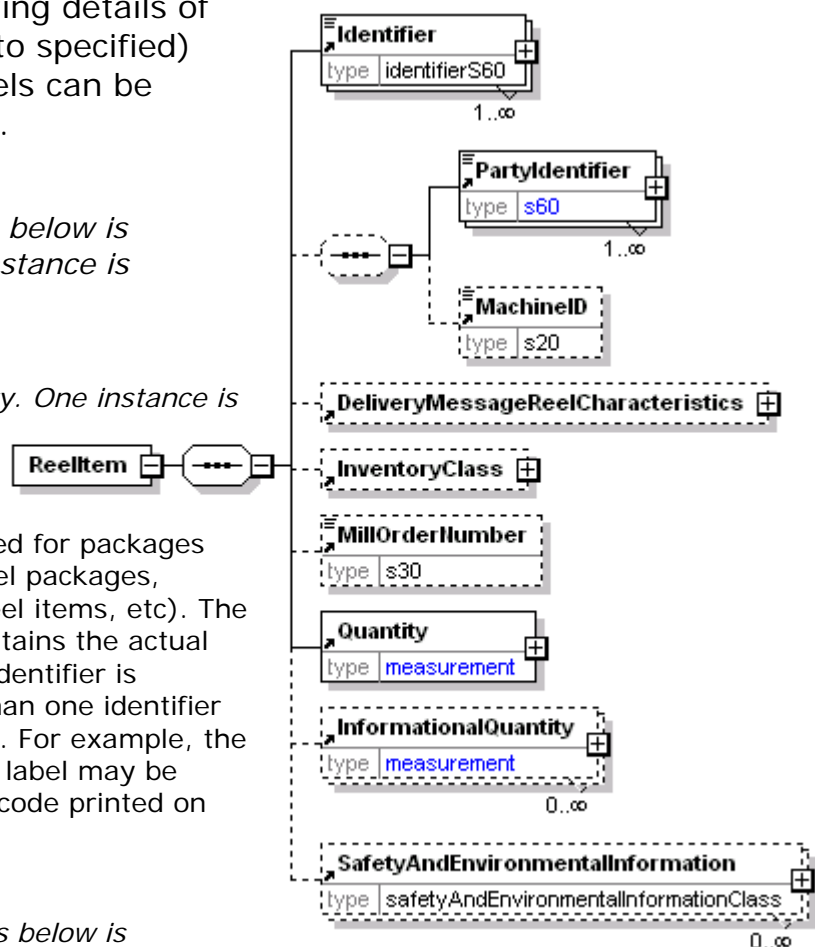 ing details of
to specified)
els can be
.
below is
stance is
y. One instance is
ed for packages
el packages,
eel items, etc). The
tains the actual
dentifier is
an one identifier
. For example, the
label may be
code printed on
s below is
ReelItem
Identifier
type identifierS60
1..∞
PartyIdentifier
type s60
1..∞
MachineID
type s20
DeliveryMessageReelCharacteristics
InventoryClass
MillOrderNumber
type s30
Quantity
type measurement
InformationalQuantity
type measurement
0..∞
SafetyAndEnvironmentalInformation
type safetyAndEnvironmentalInformationClass
0..∞